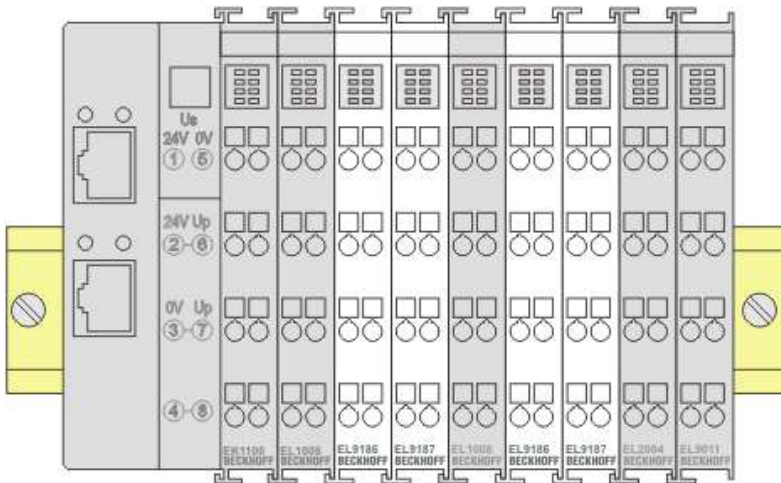 Us
24V 0V
1 5
24V Up
2 6
0V Up
3 7
4 8
EK1100 EL1008 EL9186 EL9187 EL1008 EL9186 EL9187 EL2004 EL9011
BECKHOFF BECKHOFF BECKHOFF BECKHOFF BECKHOFF BECKHOFF BECKHOFF BECKHOFF BECKHOFF